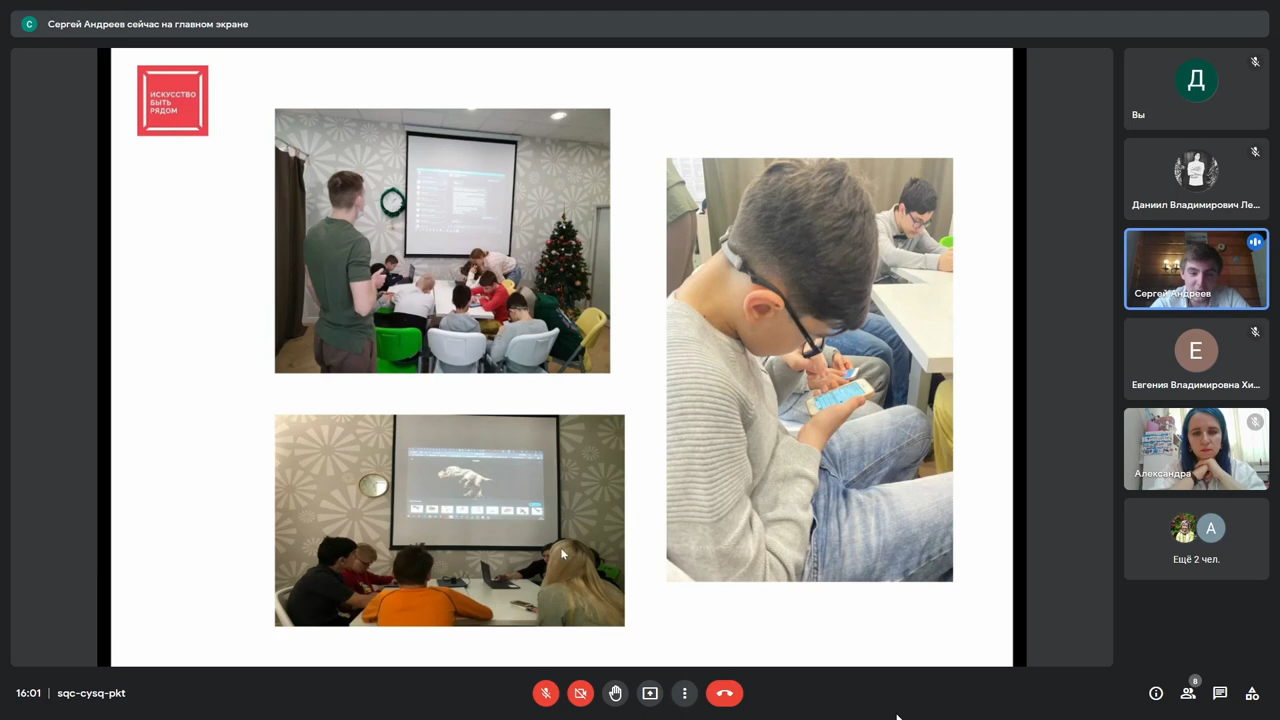 С
Сергей Андреев сейчас на главном экране
ИСКУССТВО
БЫТЬ
РЯДОМ
Д
Вы
Даниил Владимирович Ле...
Сергей Андреев
Е
Евгения Владимировна Хи...
Александра
А
Ещё 2 чел.
16:01
sqc-cysq-pkt
8